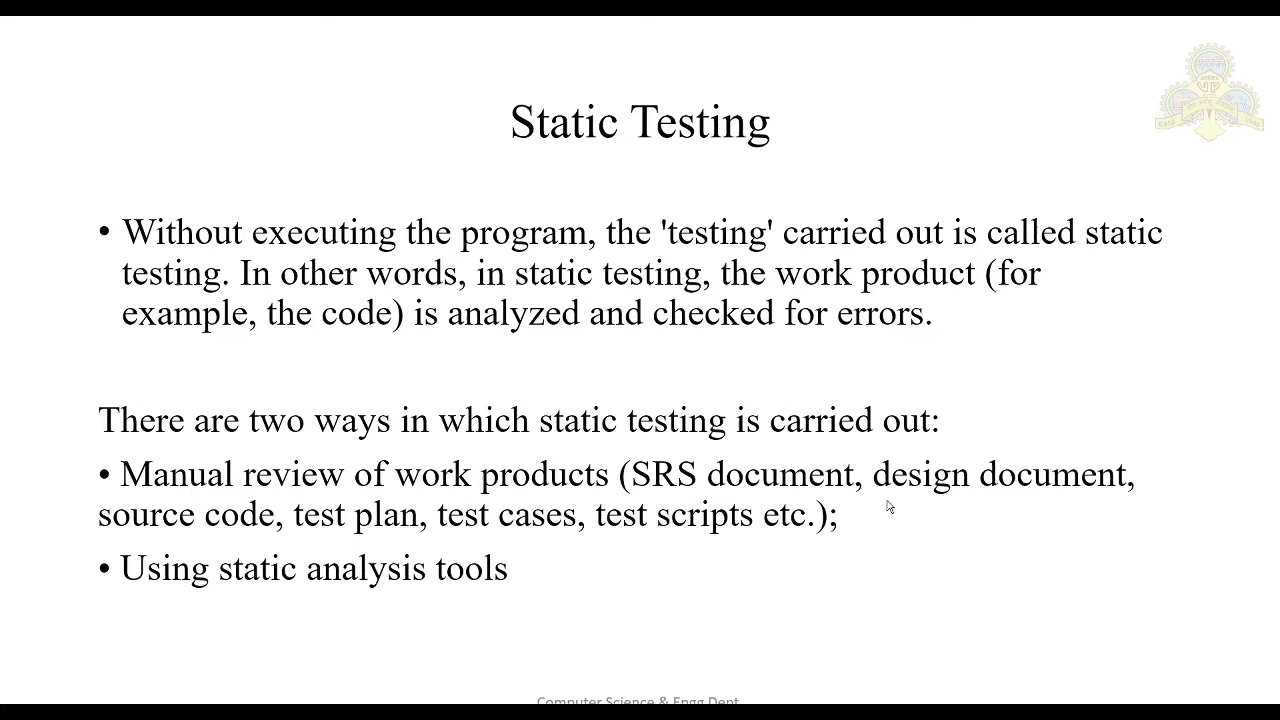 Static Testing
• Without executing the program, the 'testing' carried out is called static
testing. In other words, in static testing, the work product (for
example, the code) is analyzed and checked for errors.
There are two ways in which static testing is carried out:
• Manual review of work products (SRS document, design document,
source code, test plan, test cases, test scripts etc.);
• Using static analysis tools
Computer Science & Engg Dept